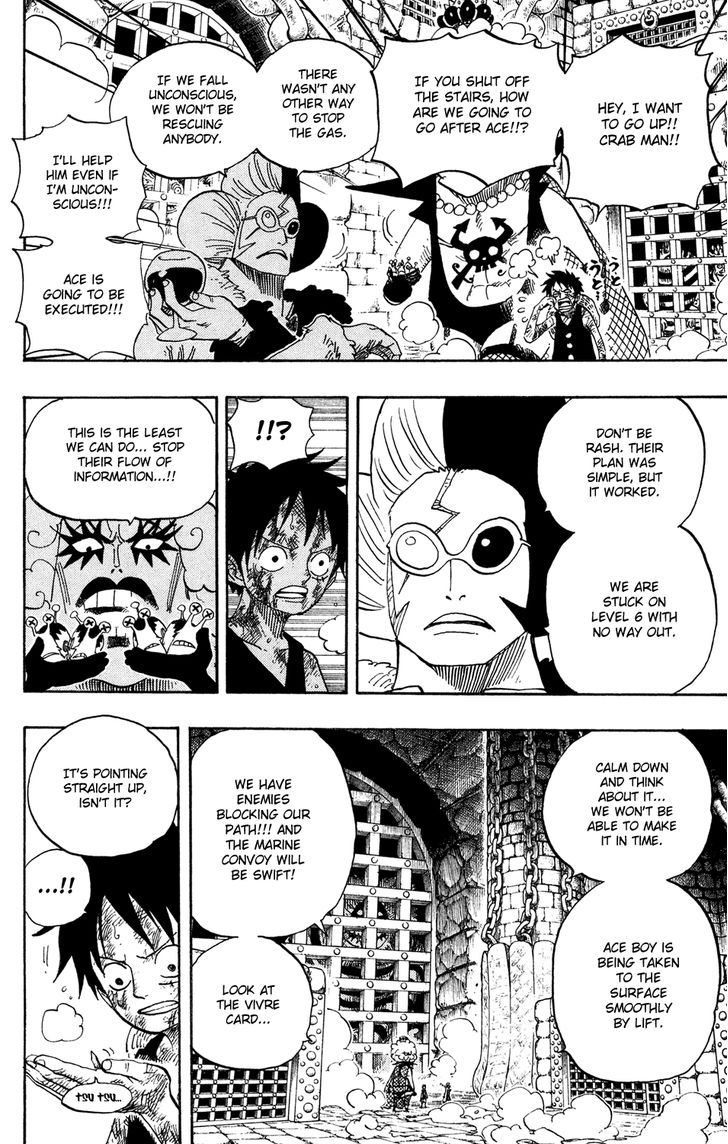 HEY, I WANT
TO GO UP!!
CRAB MAN!!
IF YOU SHUT OFF
THE STAIRS, HOW
ARE WE GOING TO
GO AFTER ACE!!?
THERE
WASN'T ANY
OTHER WAY
TO STOP
THE GAS.
IF WE FALL
UNCONSCIOUS,
WE WON'T BE
RESCUING
ANYBODY.
I'LL HELP
HIM EVEN IF
I'M UNCON-
SCIOUS!!!
ACE IS
GOING TO BE
EXECUTED!!!
DON'T BE
RASH. THEIR
PLAN WAS
SIMPLE, BUT
IT WORKED.
WE ARE
STUCK ON
LEVEL 6 WITH
NO WAY OUT.
!!?
THIS IS THE LEAST
WE CAN DO... STOP
THEIR FLOW OF
INFORMATION...!!
CALM DOWN
AND THINK
ABOUT IT...
WE WON'T BE
ABLE TO MAKE
IT IN TIME.
ACE BOY IS
BEING TAKEN
TO THE
SURFACE
SMOOTHLY
BY LIFT.
WE HAVE
ENEMIES
BLOCKING OUR
PATH!!! AND
THE MARINE
CONVOY WILL
BE SWIFT!
LOOK AT
THE VIVRE
CARD...
IT'S POINTING
STRAIGHT UP,
ISN'T IT?
...!!
TSU TSU...